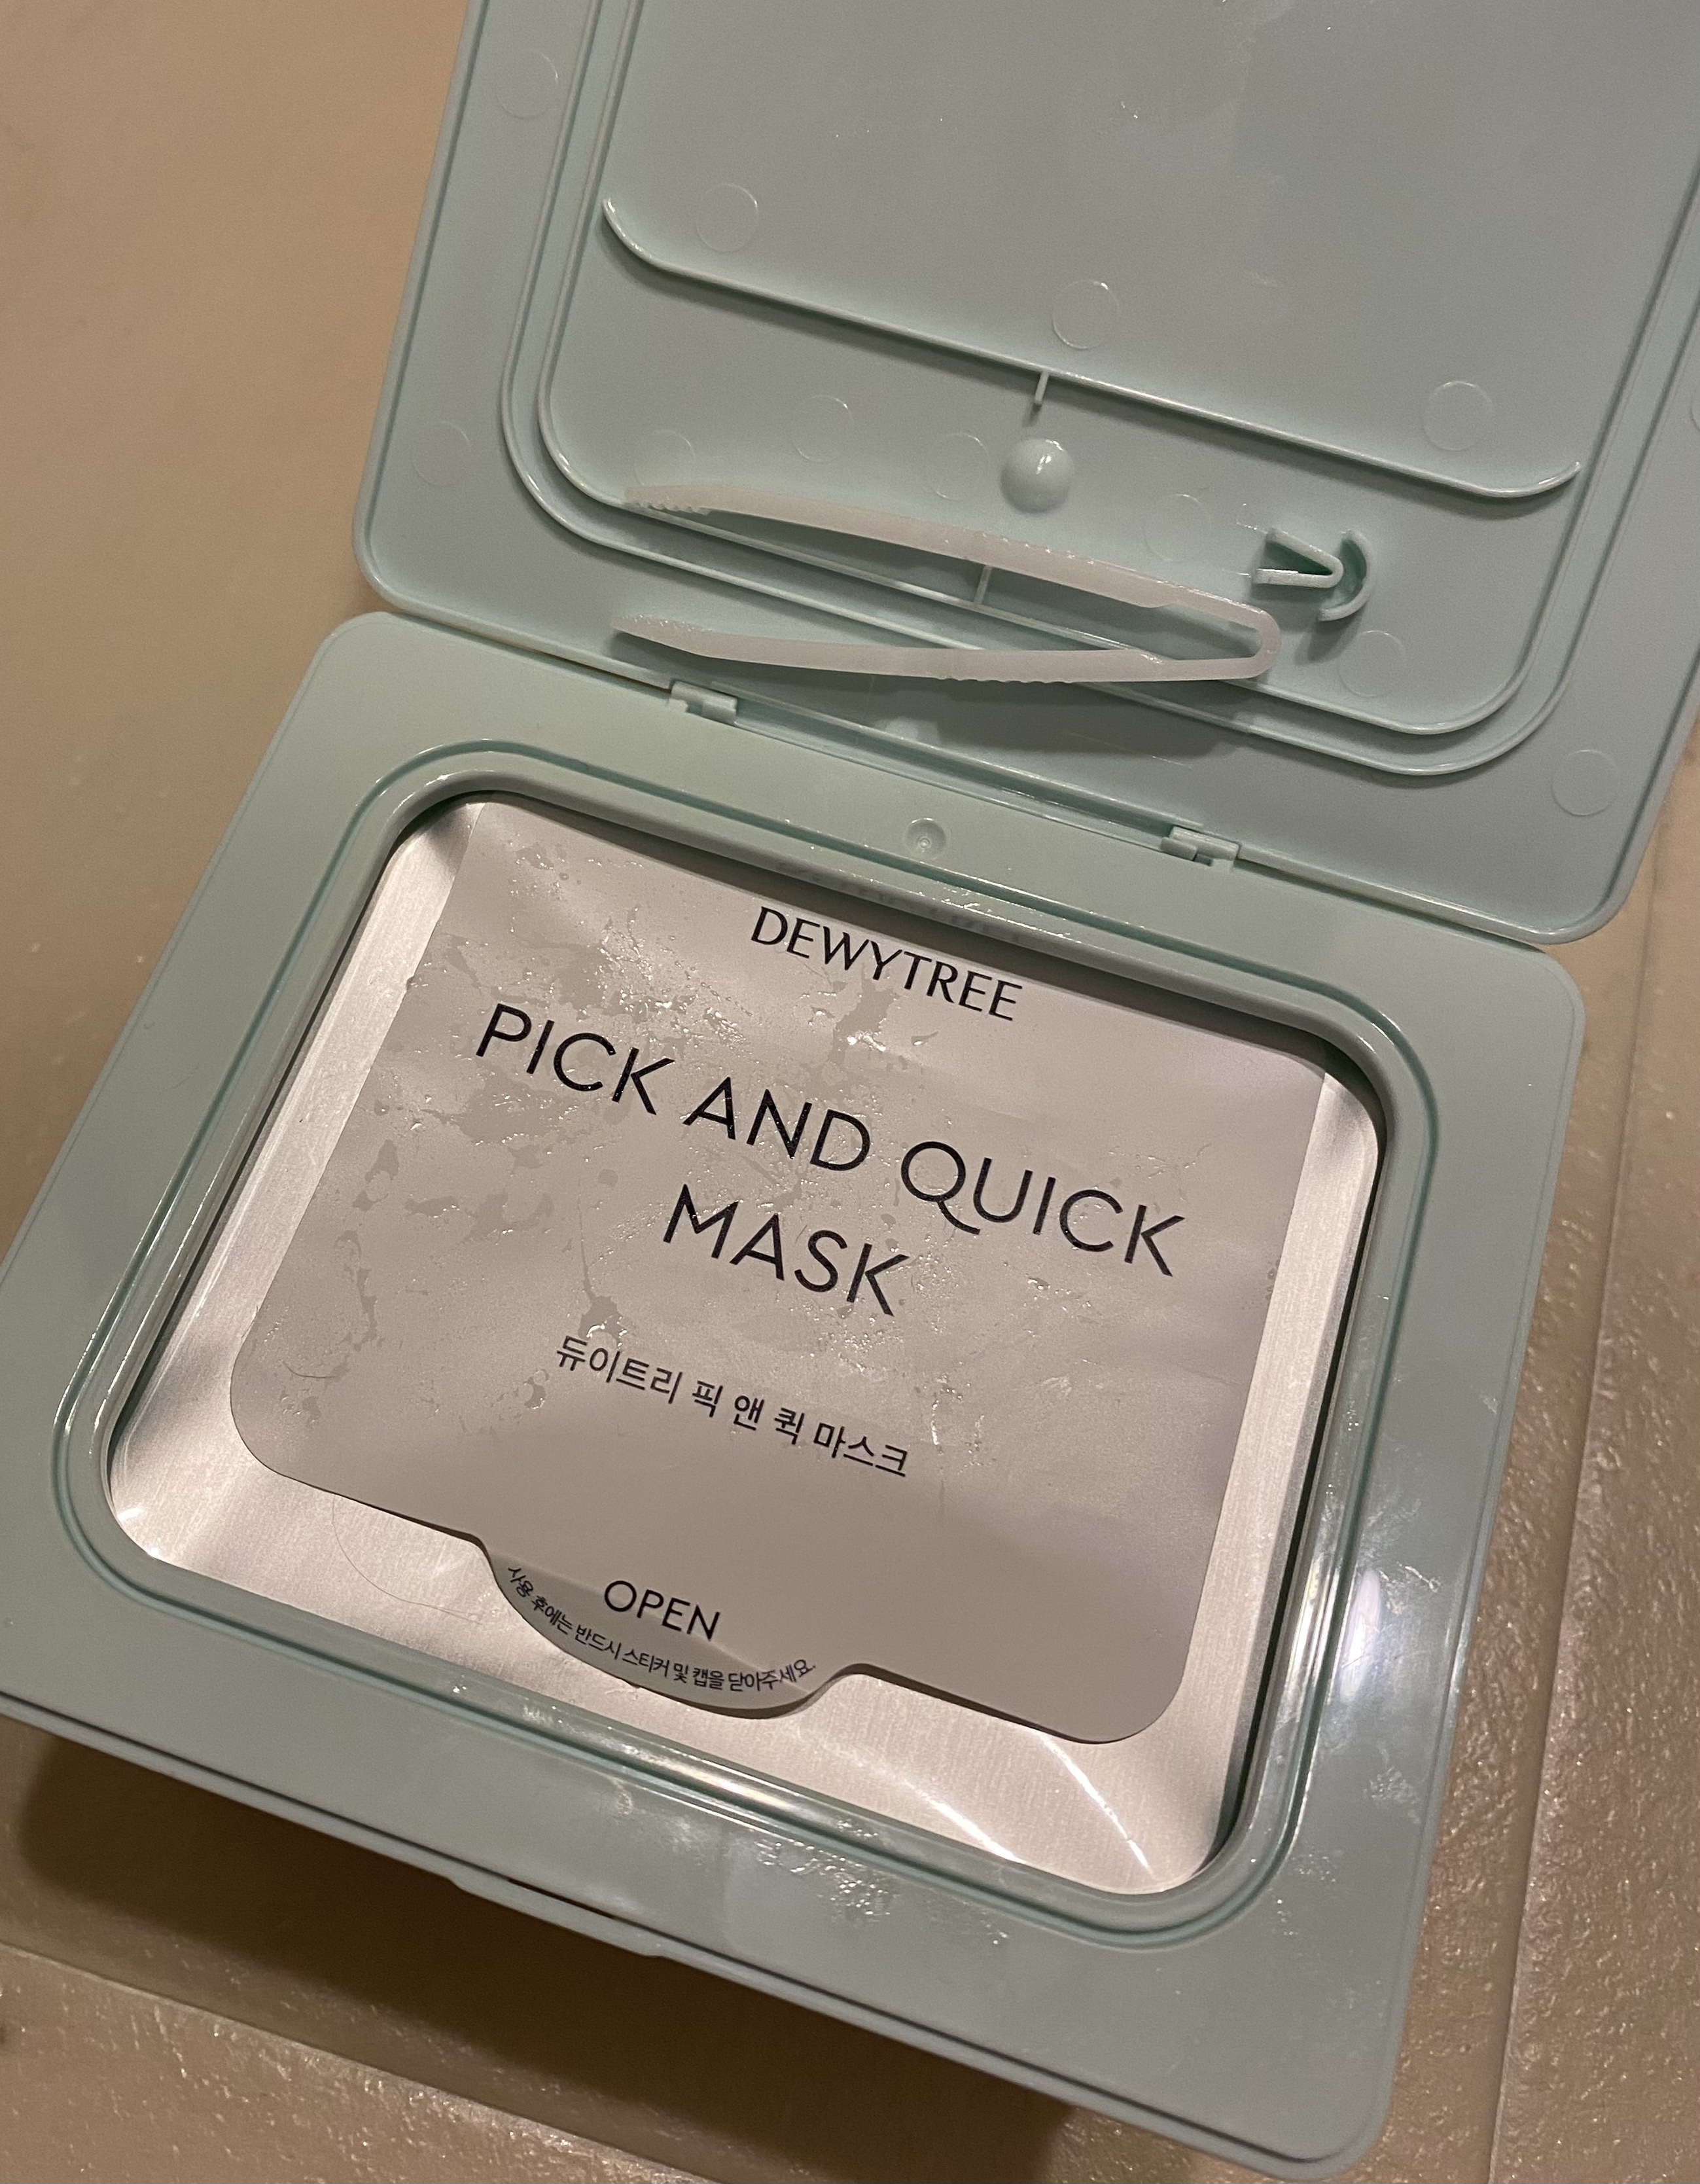 DEWYTREE
PICK AND QUICK
MASK
듀이트리 픽 앤 퀵 마스크
OPEN
사용 후에는 반드시 스티커 및 캡을 닫아주세요.